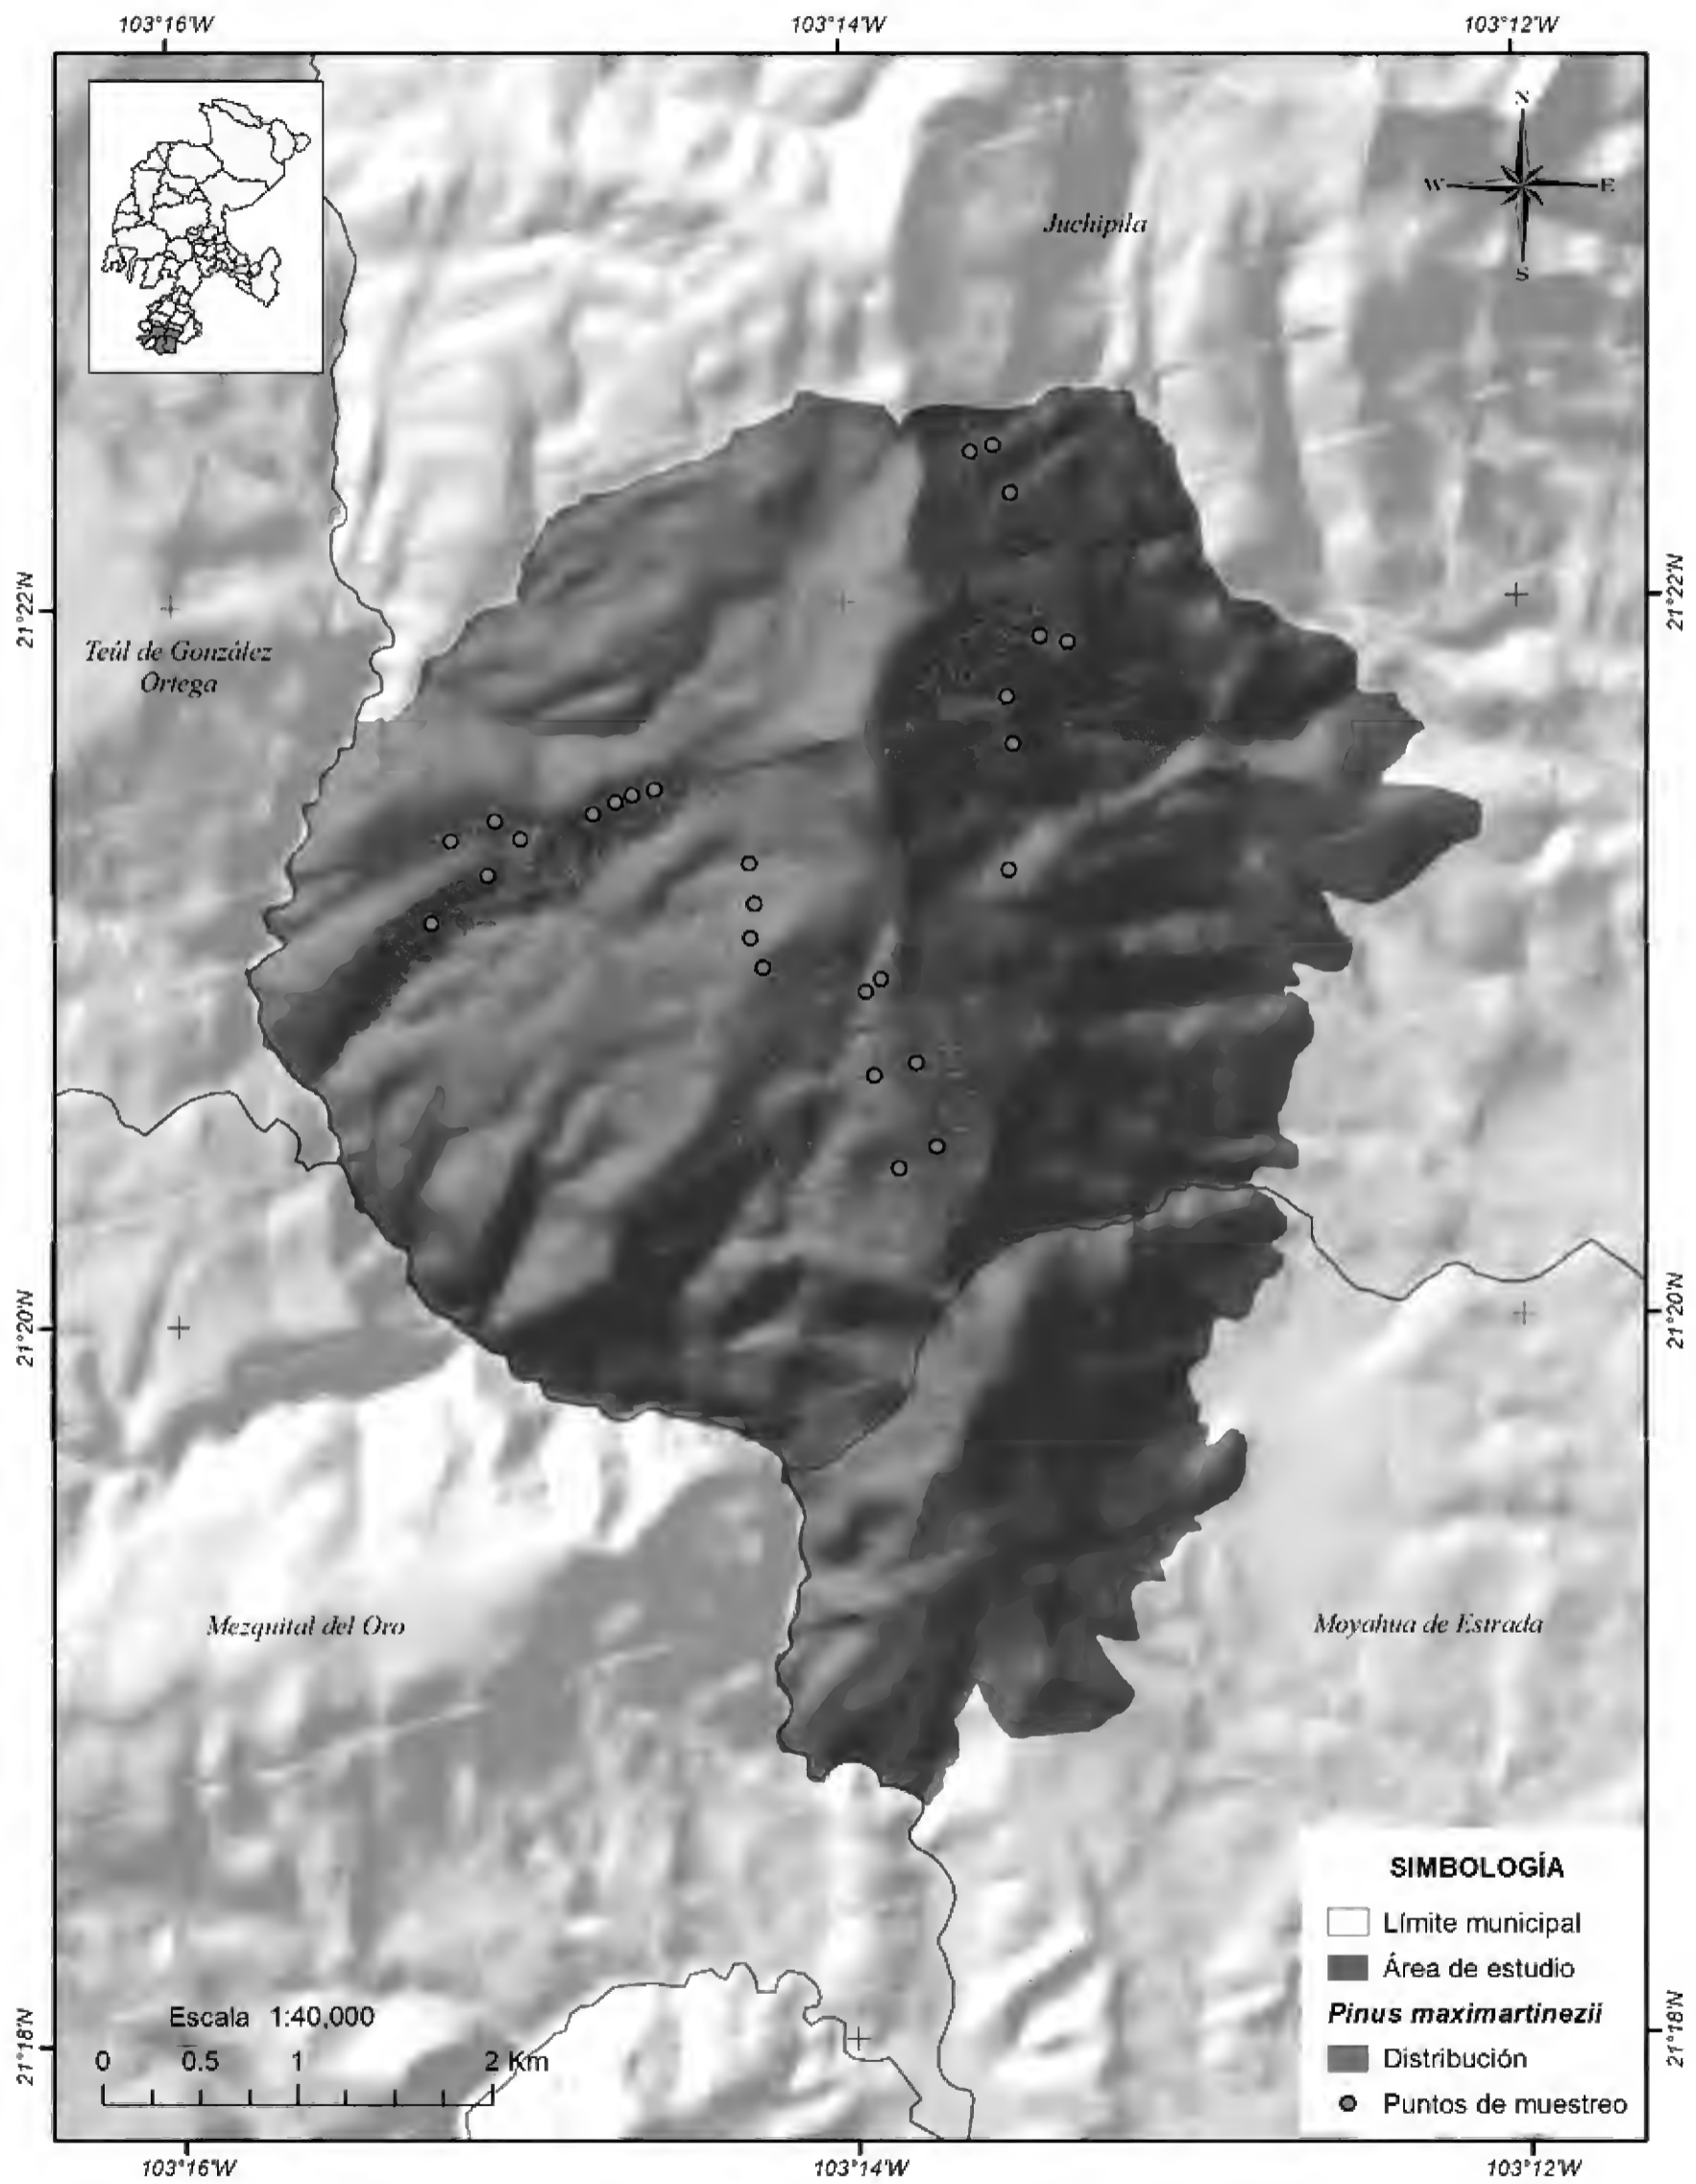 103°16'W
103°14'W
103°12'W
N
W
E
S
Juchipila
21°22'N
21°22'N
Teúl de González
Ortega
21°20'N
21°20'N
Mezquital del Oro
Moyahua de Estrada
SIMBOLOGÍA
Límite municipal
Área de estudio
Pinus maximartinezii
Distribución
Puntos de muestreo
Escala 1:40,000
0 0.5 1 2 Km
21°18'N
21°18'N
103°16'W
103°14'W
103°12'W